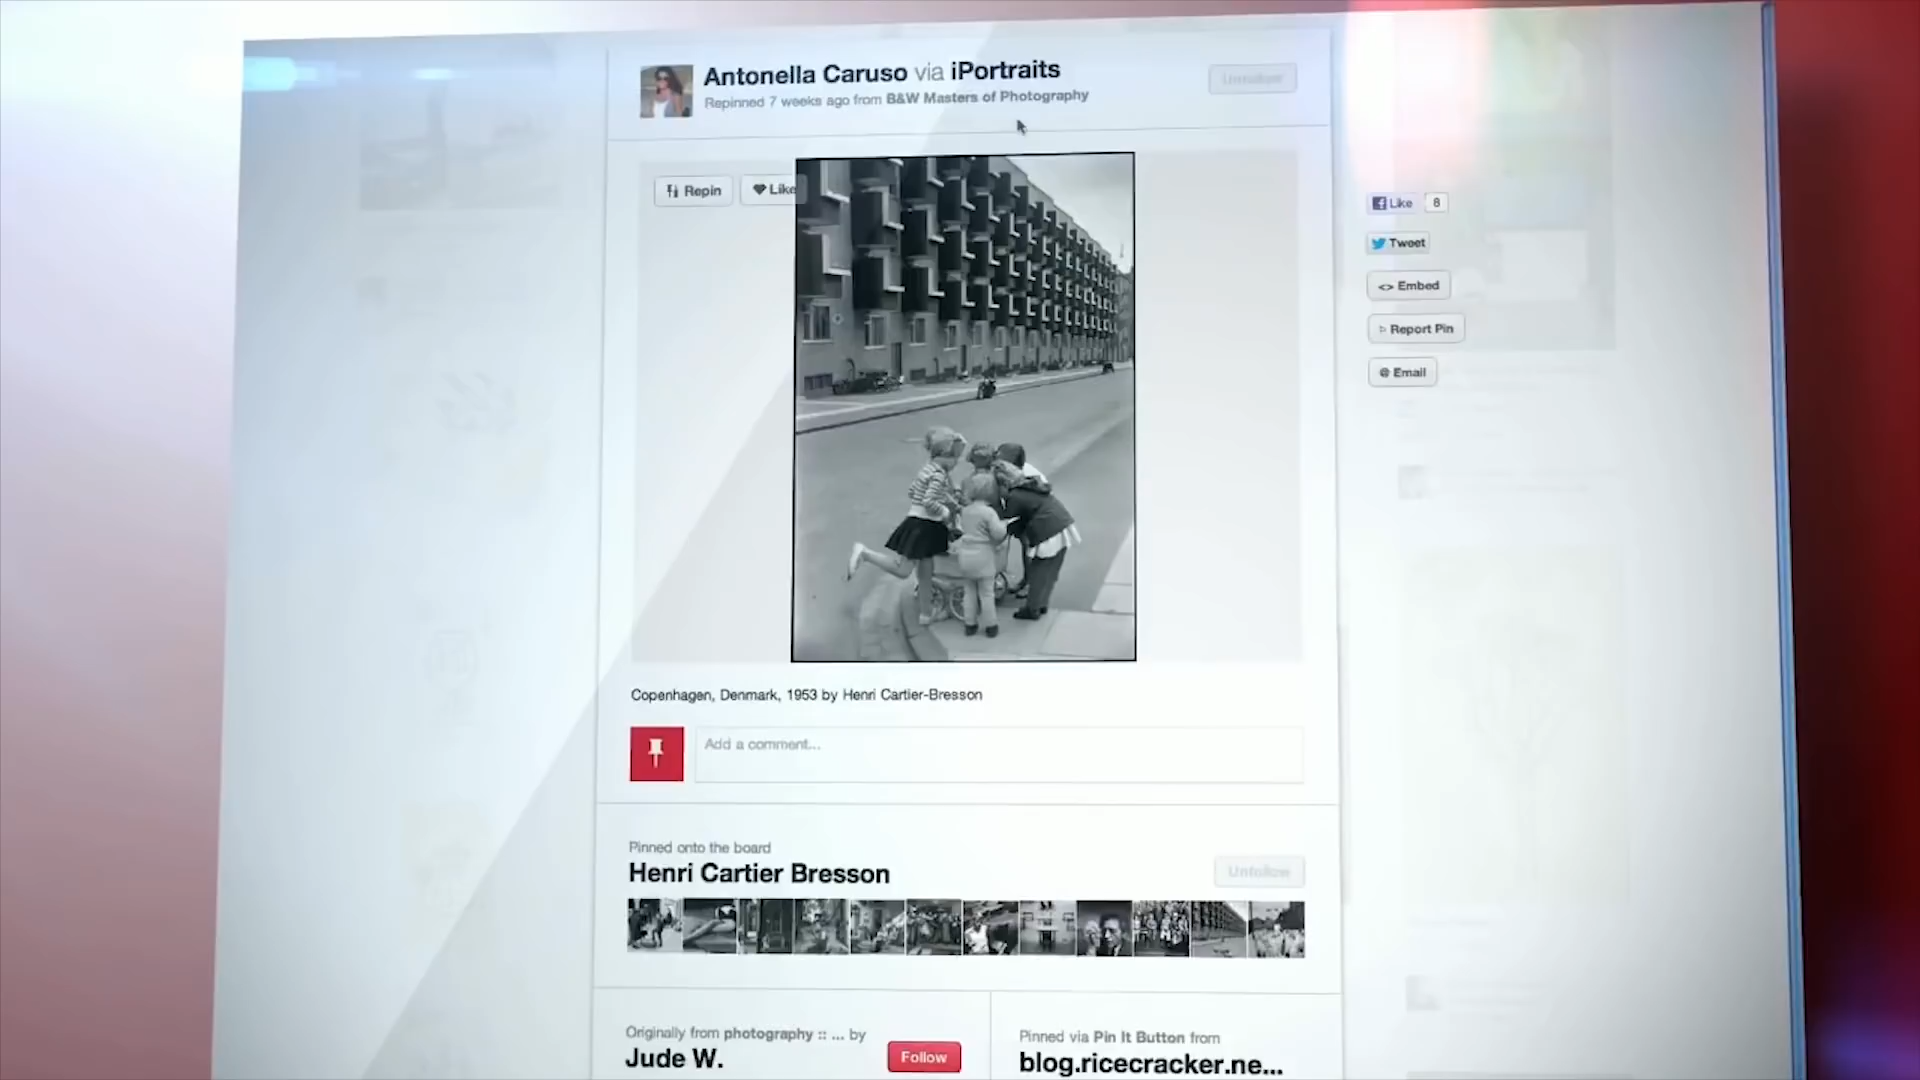 Antonella Caruso via iPortraits
Repinned 7 weeks ago from B&W Masters of Photography
Unfollow
Repin
Like
Like 8
Tweet
<> Embed
Report Pin
@ Email
Copenhagen, Denmark, 1953 by Henri Cartier-Bresson
Add a comment...
Pinned onto the board
Henri Cartier Bresson
Unfollow
Originally from photography :: ... by
Jude W.
Follow
Pinned via Pin It Button from
blog.ricecracker.ne...